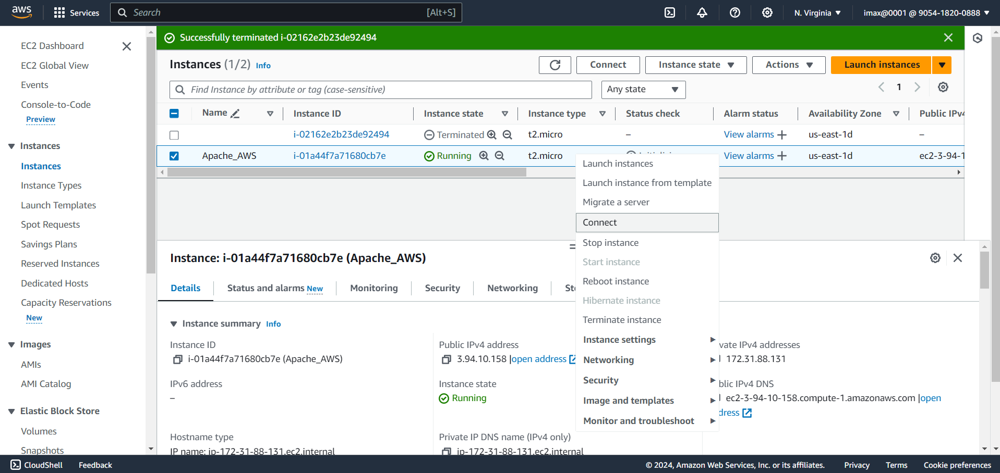 aws Services Search [Alt+S] N. Virginia imax@0001 @ 9054-1820-0888
EC2 Dashboard
EC2 Global View
Events
Console-to-Code
Preview
Instances
Instances
Instance Types
Launch Templates
Spot Requests
Savings Plans
Reserved Instances
Dedicated Hosts
Capacity Reservations
New
Images
AMIs
AMI Catalog
Elastic Block Store
Volumes
Snapshots
Successfully terminated i-02162e2b23de92494
Instances (1/2) Info Connect Instance state Actions Launch instances
Find Instance by attribute or tag (case-sensitive) Any state 1
Name Instance ID Instance state Instance type Status check Alarm status Availability Zone Public IPv4
i-02162e2b23de92494 Terminated t2.micro – View alarms us-east-1d –
Apache_AWS i-01a44f7a71680cb7e Running t2.micro View alarms us-east-1d ec2-3-94-1
Launch instances
Launch instance from template
Migrate a server
Connect
Stop instance
Start instance
Reboot instance
Hibernate instance
Terminate instance
Instance settings
Networking
Security
Image and templates
Monitor and troubleshoot
Instance: i-01a44f7a71680cb7e (Apache_AWS)
Details Status and alarms New Monitoring Security Networking
Instance summary Info
Instance ID
i-01a44f7a71680cb7e (Apache_AWS)
IPv6 address
–
Hostname type
IP name: ip-172-31-88-131.ec2.internal
Public IPv4 address
3.94.10.158 |open address
Instance state
Running
Private IP DNS name (IPv4 only)
ip-172-31-88-131.ec2.internal
vate IPv4 addresses
172.31.88.131
blic IPv4 DNS
ec2-3-94-10-158.compute-1.amazonaws.com |open
dress
CloudShell Feedback © 2024, Amazon Web Services, Inc. or its affiliates. Privacy Terms Cookie preferences